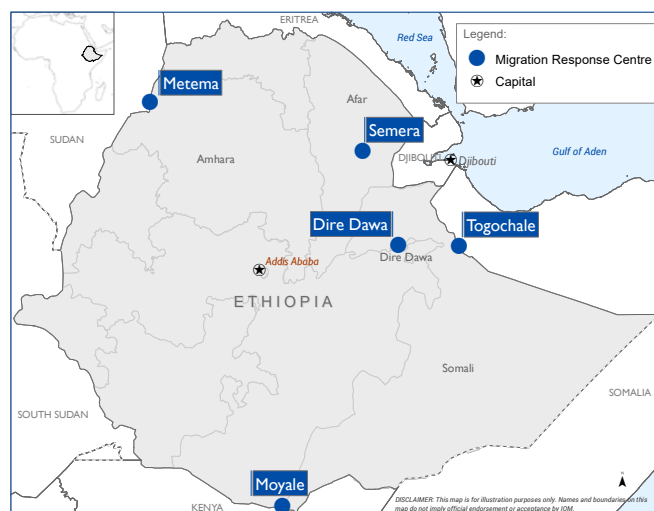 ERITREA
Red Sea
Legend:
Migration Response Centre
Capital
Metema
Afar
SUDAN
Semera
Amhara
DJIBOUTI
Djibouti
Gulf of Aden
Dire Dawa
Togochale
Dire Dawa
Addis Ababa
ETHIOPIA
Somali
SOMALIA
SOUTH SUDAN
Moyale
KENYA
N
DISCLAIMER: This map is for illustration purposes only. Names and boundaries on this
map do not imply official endorsement or acceptance by IOM.